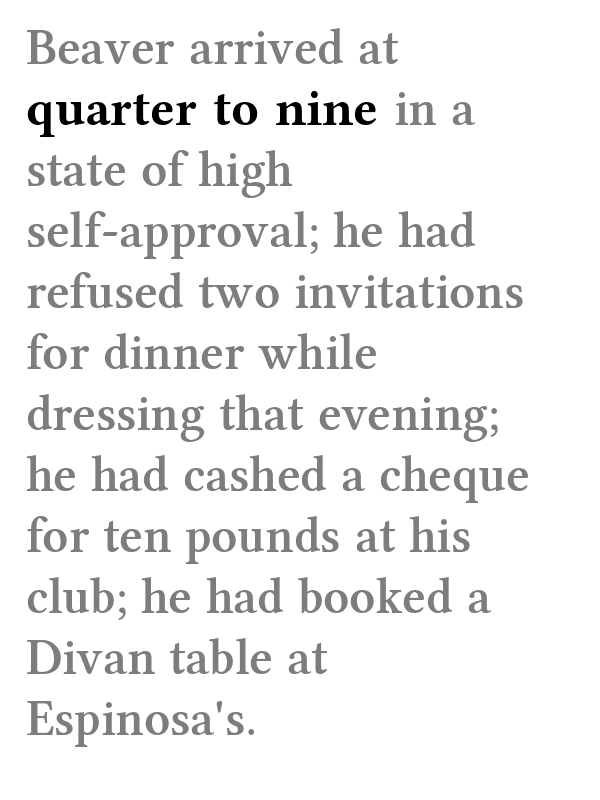 Beaver arrived at
quarter to nine in a
state of high
self-approval; he had
refused two invitations
for dinner while
dressing that evening;
he had cashed a cheque
for ten pounds at his
club; he had booked a
Divan table at
Espinosa's.